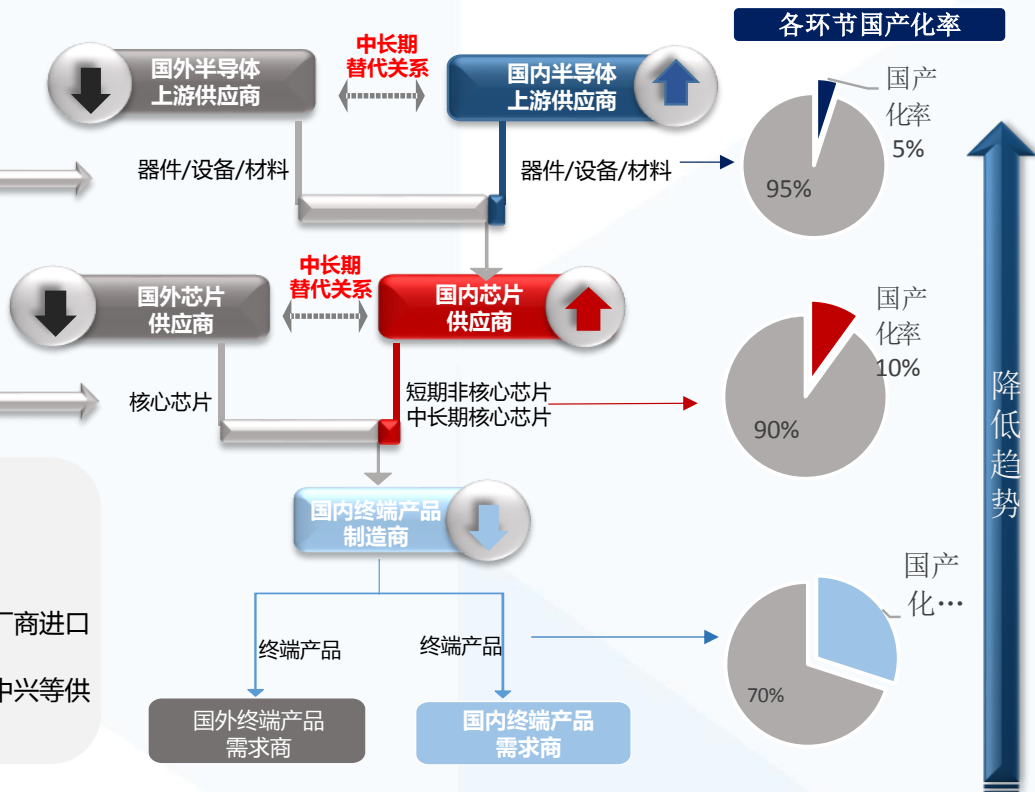 各环节国产化率
中长期
替代关系
国外半导体
上游供应商
国内半导体
上游供应商
国产
化率
5%
95%
器件/设备/材料
器件/设备/材料
中长期
替代关系
国外芯片
供应商
国内芯片
供应商
国产
化率
10%
90%
核心芯片
短期非核心芯片
中长期核心芯片
降低趋势
国内终端产品
制造商
国产
化…
70%
厂商进口
中兴等供
终端产品
终端产品
国外终端产品
需求商
国内终端产品
需求商